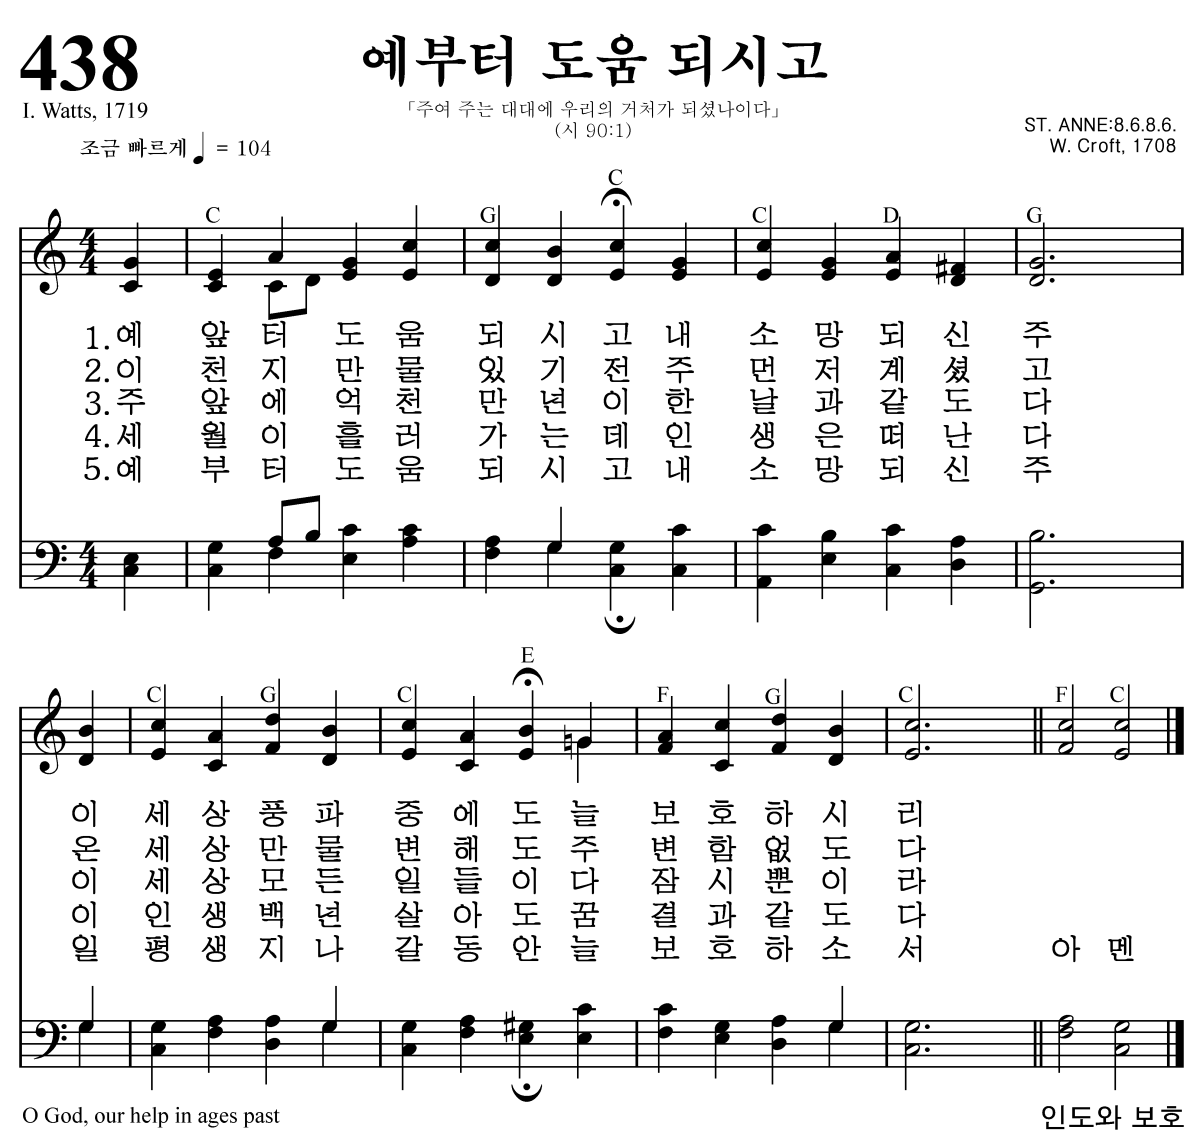 438
예부터 도움 되시고
I. Watts, 1719
「주여 주는 대대에 우리의 거처가 되셨나이다」
(시 90:1)
ST. ANNE:8.6.8.6.
W. Croft, 1708
조금 빠르게 ♩ = 104
C
C G C D G
4 4
1.예 앞 터 도 움 되 시 고 내 소 망 되 신 주
2.이 천 지 만 물 있 기 전 주 먼 저 계 셨 고
3.주 앞 에 억 천 만 년 이 한 날 과 같 도 다
4.세 월 이 흘 러 가 는 데 인 생 은 떠 난 다
5.예 부 터 도 움 되 시 고 내 소 망 되 신 주
4 4
E
C G C F G C F C
이 세 상 풍 파 중 에 도 늘 보 호 하 시 리
온 세 상 만 물 변 해 도 주 변 함 없 도 다
이 세 상 모 든 일 들 이 다 잠 시 뿐 이 라
이 인 생 백 년 살 아 도 꿈 결 과 같 도 다
일 평 생 지 나 갈 동 안 늘 보 호 하 소 서 아 멘
O God, our help in ages past
인도와 보호